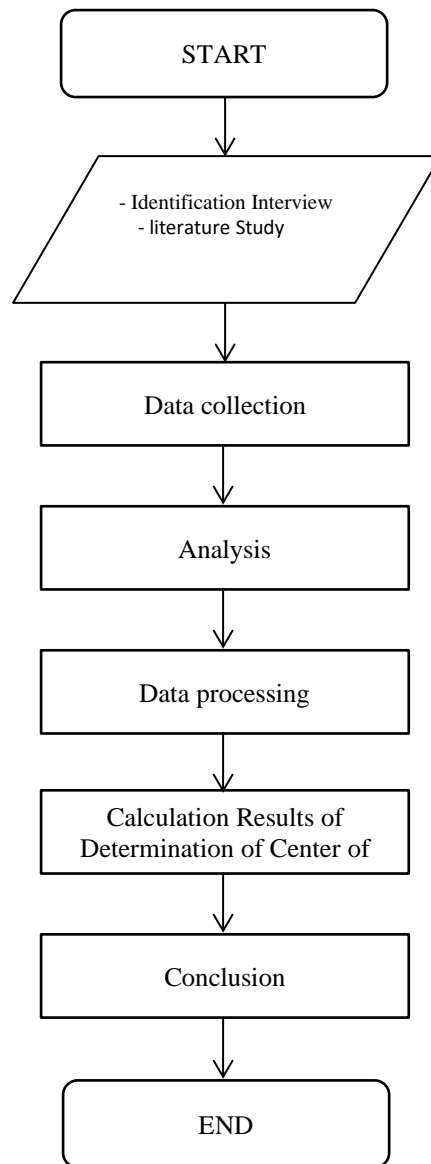 START
- Identification Interview
- literature Study
Data collection
Analysis
Data processing
Calculation Results of
Determination of Center of
Conclusion
END